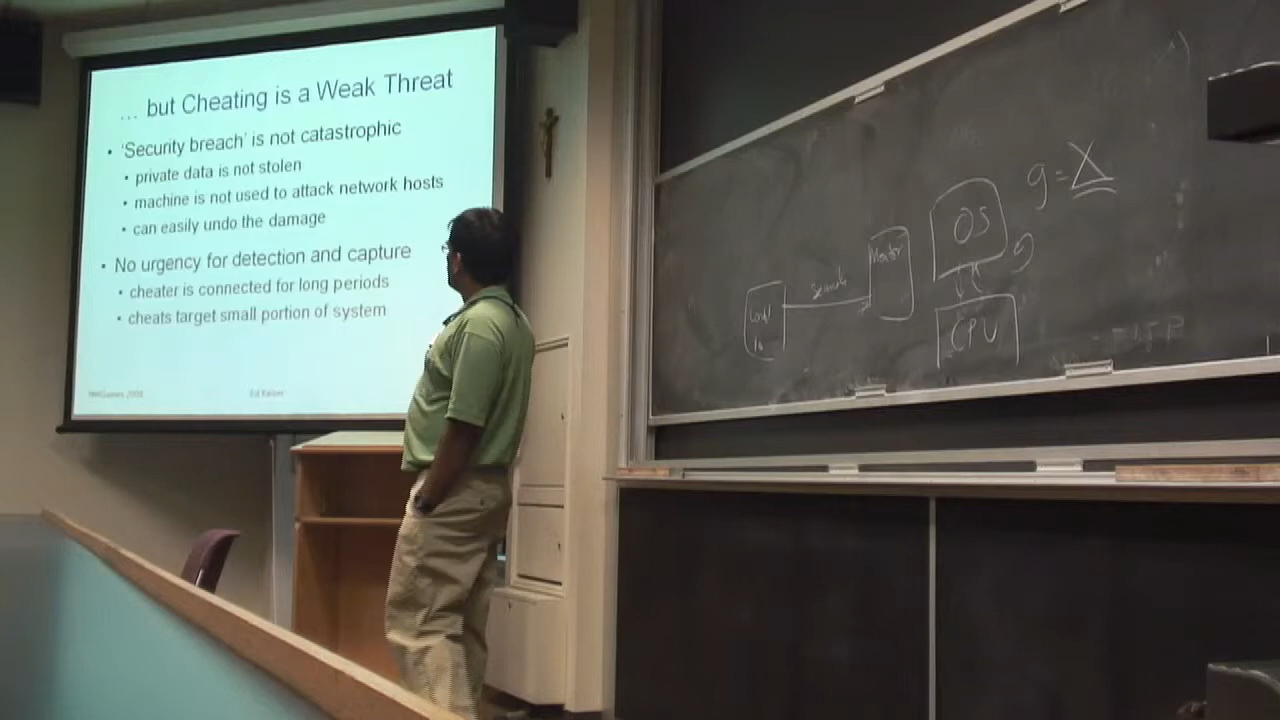 … but Cheating is a Weak Threat
• 'Security breach' is not catastrophic
• private data is not stolen
• machine is not used to attack network hosts
• can easily undo the damage
• No urgency for detection and capture
• cheater is connected for long periods
• cheats target small portion of system
NetGames 2008
Ed Kaiser
g = X
OS
g
CPU